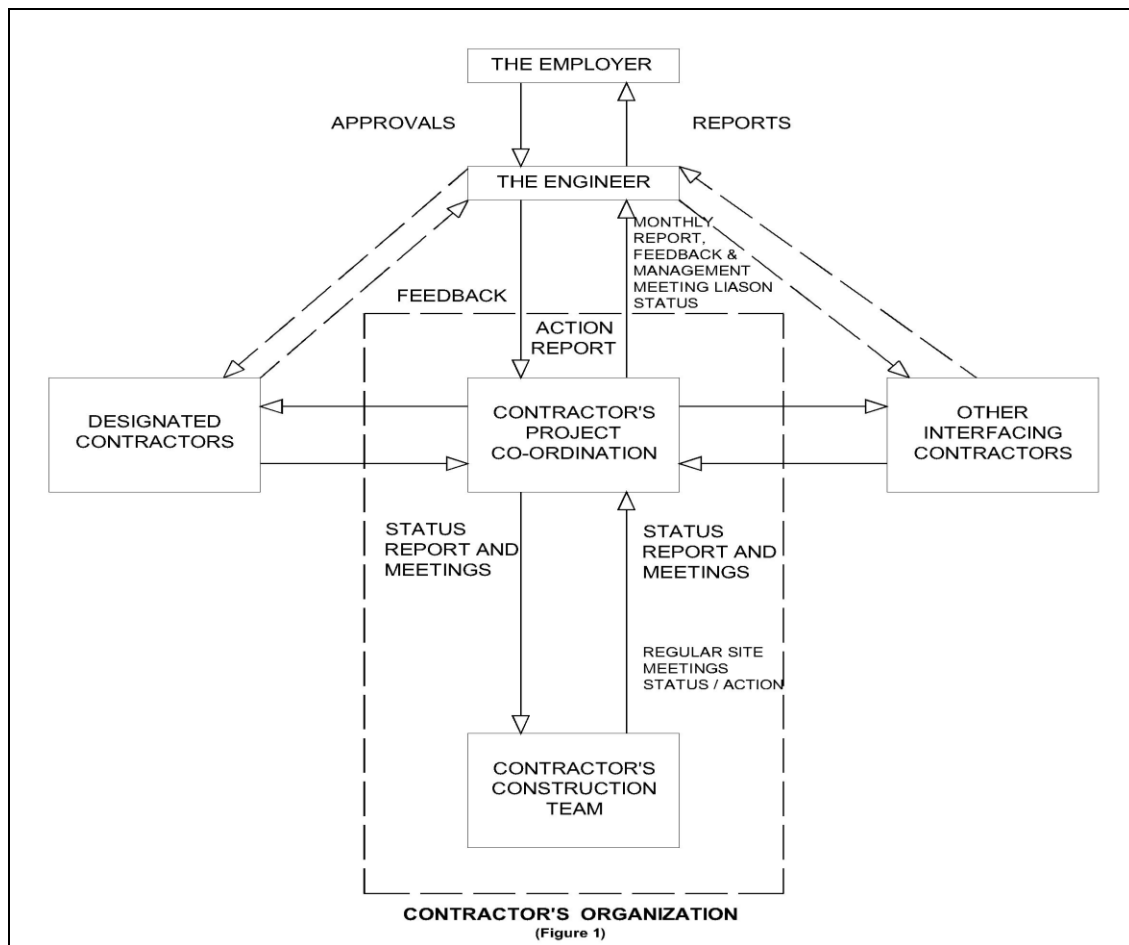 THE EMPLOYER
APPROVALS
REPORTS
THE ENGINEER
MONTHLY
REPORT,
FEEDBACK &
MANAGEMENT
MEETING LIASON
STATUS
FEEDBACK
ACTION
REPORT
DESIGNATED
CONTRACTORS
CONTRACTOR'S
PROJECT
CO-ORDINATION
OTHER
INTERFACING
CONTRACTORS
STATUS
REPORT AND
MEETINGS
STATUS
REPORT AND
MEETINGS
REGULAR SITE
MEETINGS
STATUS / ACTION
CONTRACTOR'S
CONSTRUCTION
TEAM
CONTRACTOR'S ORGANIZATION
(Figure 1)